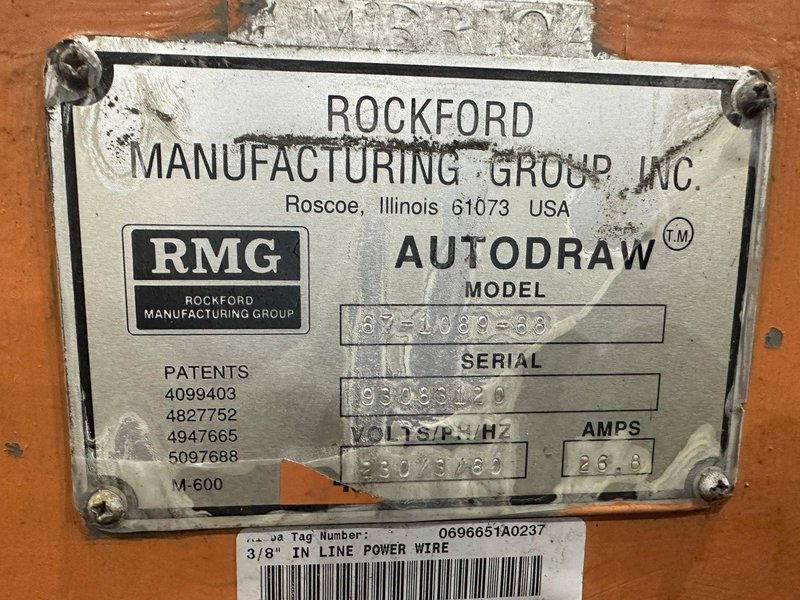 AMERICA
ROCKFORD
MANUFACTURING GROUP INC.
Roscoe, Illinois 61073 USA
RMG
ROCKFORD
MANUFACTURING GROUP
AUTODRAW T.M.
MODEL
67-1089-68
SERIAL
93083120
PATENTS
4099403
4827752
4947665
5097688
M-600
VOLTS/PH/HZ
230/3/60
AMPS
26.8
Tag Number: 0696651A0237
3/8" IN LINE POWER WIRE